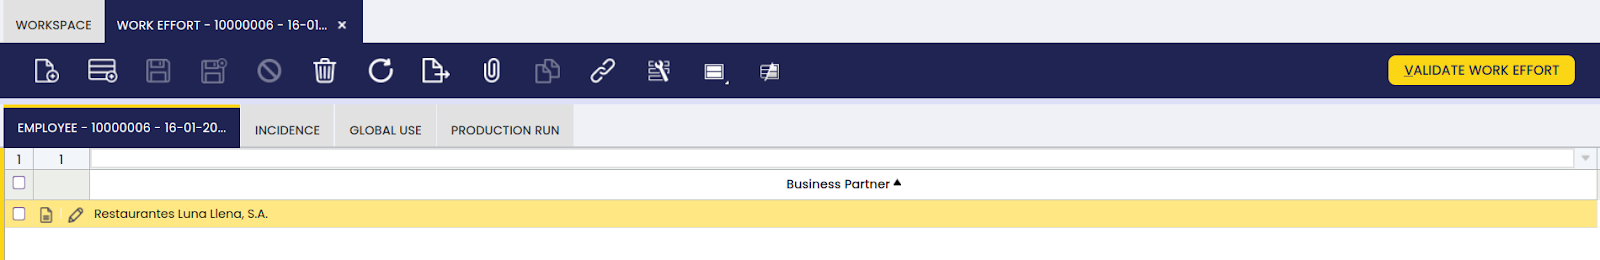 WORKSPACE
WORK EFFORT - 10000006 - 16-01... ×
VALIDATE WORK EFFORT
EMPLOYEE - 10000006 - 16-01-20...
INCIDENCE
GLOBAL USE
PRODUCTION RUN
1 1
Business Partner
Restaurantes Luna Llena, S.A.